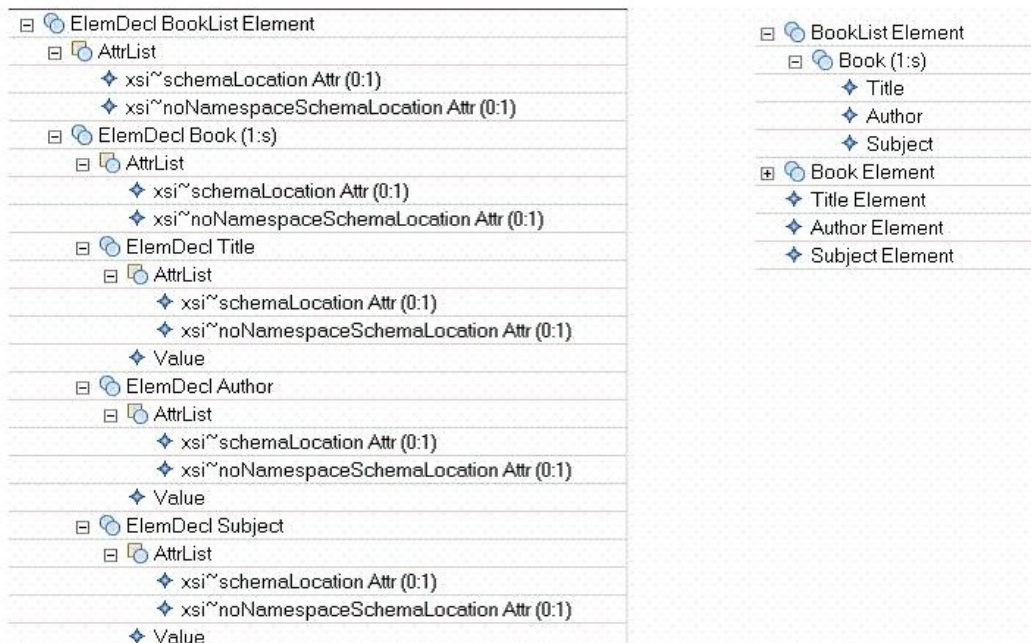 ElemDecl BookList Element
AttrList
xsi~schemaLocation Attr (0:1)
xsi~noNamespaceSchemaLocation Attr (0:1)
ElemDecl Book (1:s)
AttrList
xsi~schemaLocation Attr (0:1)
xsi~noNamespaceSchemaLocation Attr (0:1)
ElemDecl Title
AttrList
xsi~schemaLocation Attr (0:1)
xsi~noNamespaceSchemaLocation Attr (0:1)
Value
ElemDecl Author
AttrList
xsi~schemaLocation Attr (0:1)
xsi~noNamespaceSchemaLocation Attr (0:1)
Value
ElemDecl Subject
AttrList
xsi~schemaLocation Attr (0:1)
xsi~noNamespaceSchemaLocation Attr (0:1)
Value
BookList Element
Book (1:s)
Title
Author
Subject
Book Element
Title Element
Author Element
Subject Element